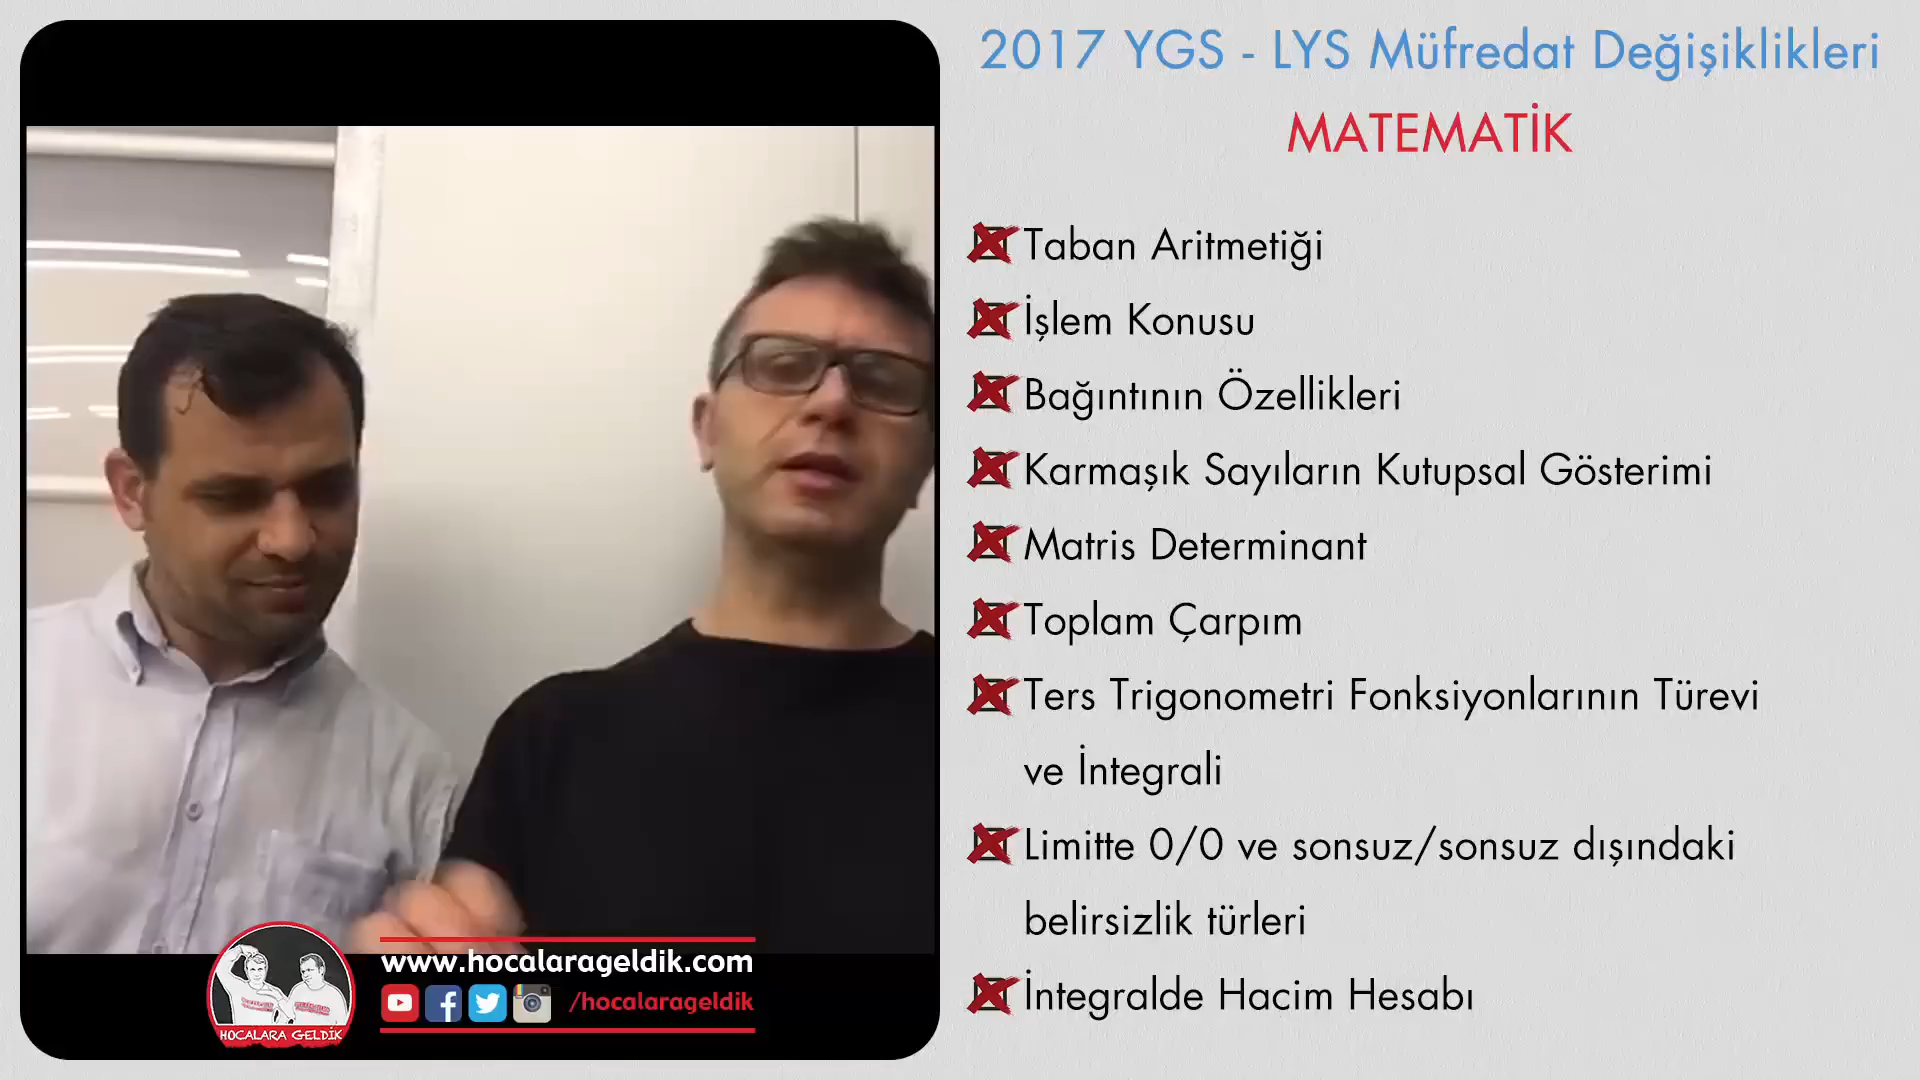 2017 YGS - LYS Müfredat Değişiklikleri
MATEMATİK
Taban Aritmetiği
İşlem Konusu
Bağıntının Özellikleri
Karmaşık Sayıların Kutupsal Gösterimi
Matris Determinant
Toplam Çarpım
Ters Trigonometri Fonksiyonlarının Türevi
ve İntegrali
Limitte 0/0 ve sonsuz/sonsuz dışındaki
belirsizlik türleri
İntegralde Hacim Hesabı
www.hocalarageldik.com
/hocalarageldik
HOCALARA GELDİK